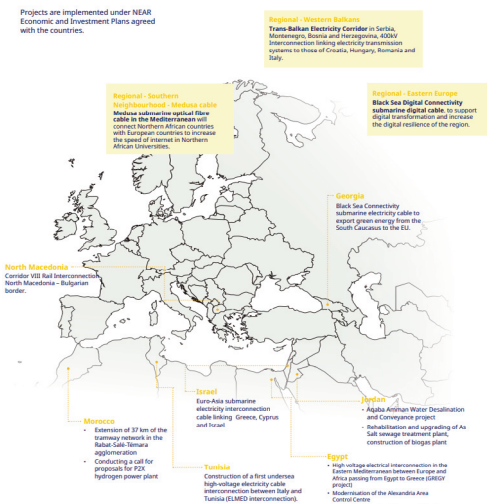 Projects are implemented under NEAR
Economic and Investment Plans agreed
with the countries.
Regional - Western Balkans
Trans-Balkan Electricity Corridor in Serbia,
Montenegro, Bosnia and Herzegovina, 400kV
Interconnection linking electricity transmission
systems to those of Croatia, Hungary, Romania and
Italy.
Regional - Southern
Neighbourhood - Medusa cable
Medusa submarine optical fibre
cable in the Mediterranean will
connect Northern African countries
with European countries to increase
the speed of internet in Northern
African Universities.
Regional - Eastern Europe
Black Sea Digital Connectivity
submarine digital cable, to support
digital transformation and increase
the digital resilience of the region.
Georgia
Black Sea Connectivity
submarine electricity cable to
export green energy from the
South Caucasus to the EU.
North Macedonia
Corridor VIII Rail Interconnection
North Macedonia – Bulgarian
border.
Israel
Euro-Asia submarine
electricity interconnection
cable linking Greece, Cyprus
and Israel
Jordan
• Aqaba Amman Water Desalination
and Conveyance project
• Rehabilitation and upgrading of As
Salt sewage treatment plant,
construction of biogas plant
Morocco
• Extension of 37 km of the
tramway network in the
Rabat-Salé-Témara
agglomeration
• Conducting a call for
proposals for P2X
hydrogen power plant
Tunisia
Construction of a first undersea
high-voltage electricity cable
interconnection between Italy and
Tunisia (ELMED interconnection).
Egypt
• High voltage electrical interconnection in the
Eastern Mediterranean between Europe and
Africa passing from Egypt to Greece (GREGY
project)
• Modernisation of the Alexandria Area
Control Centre